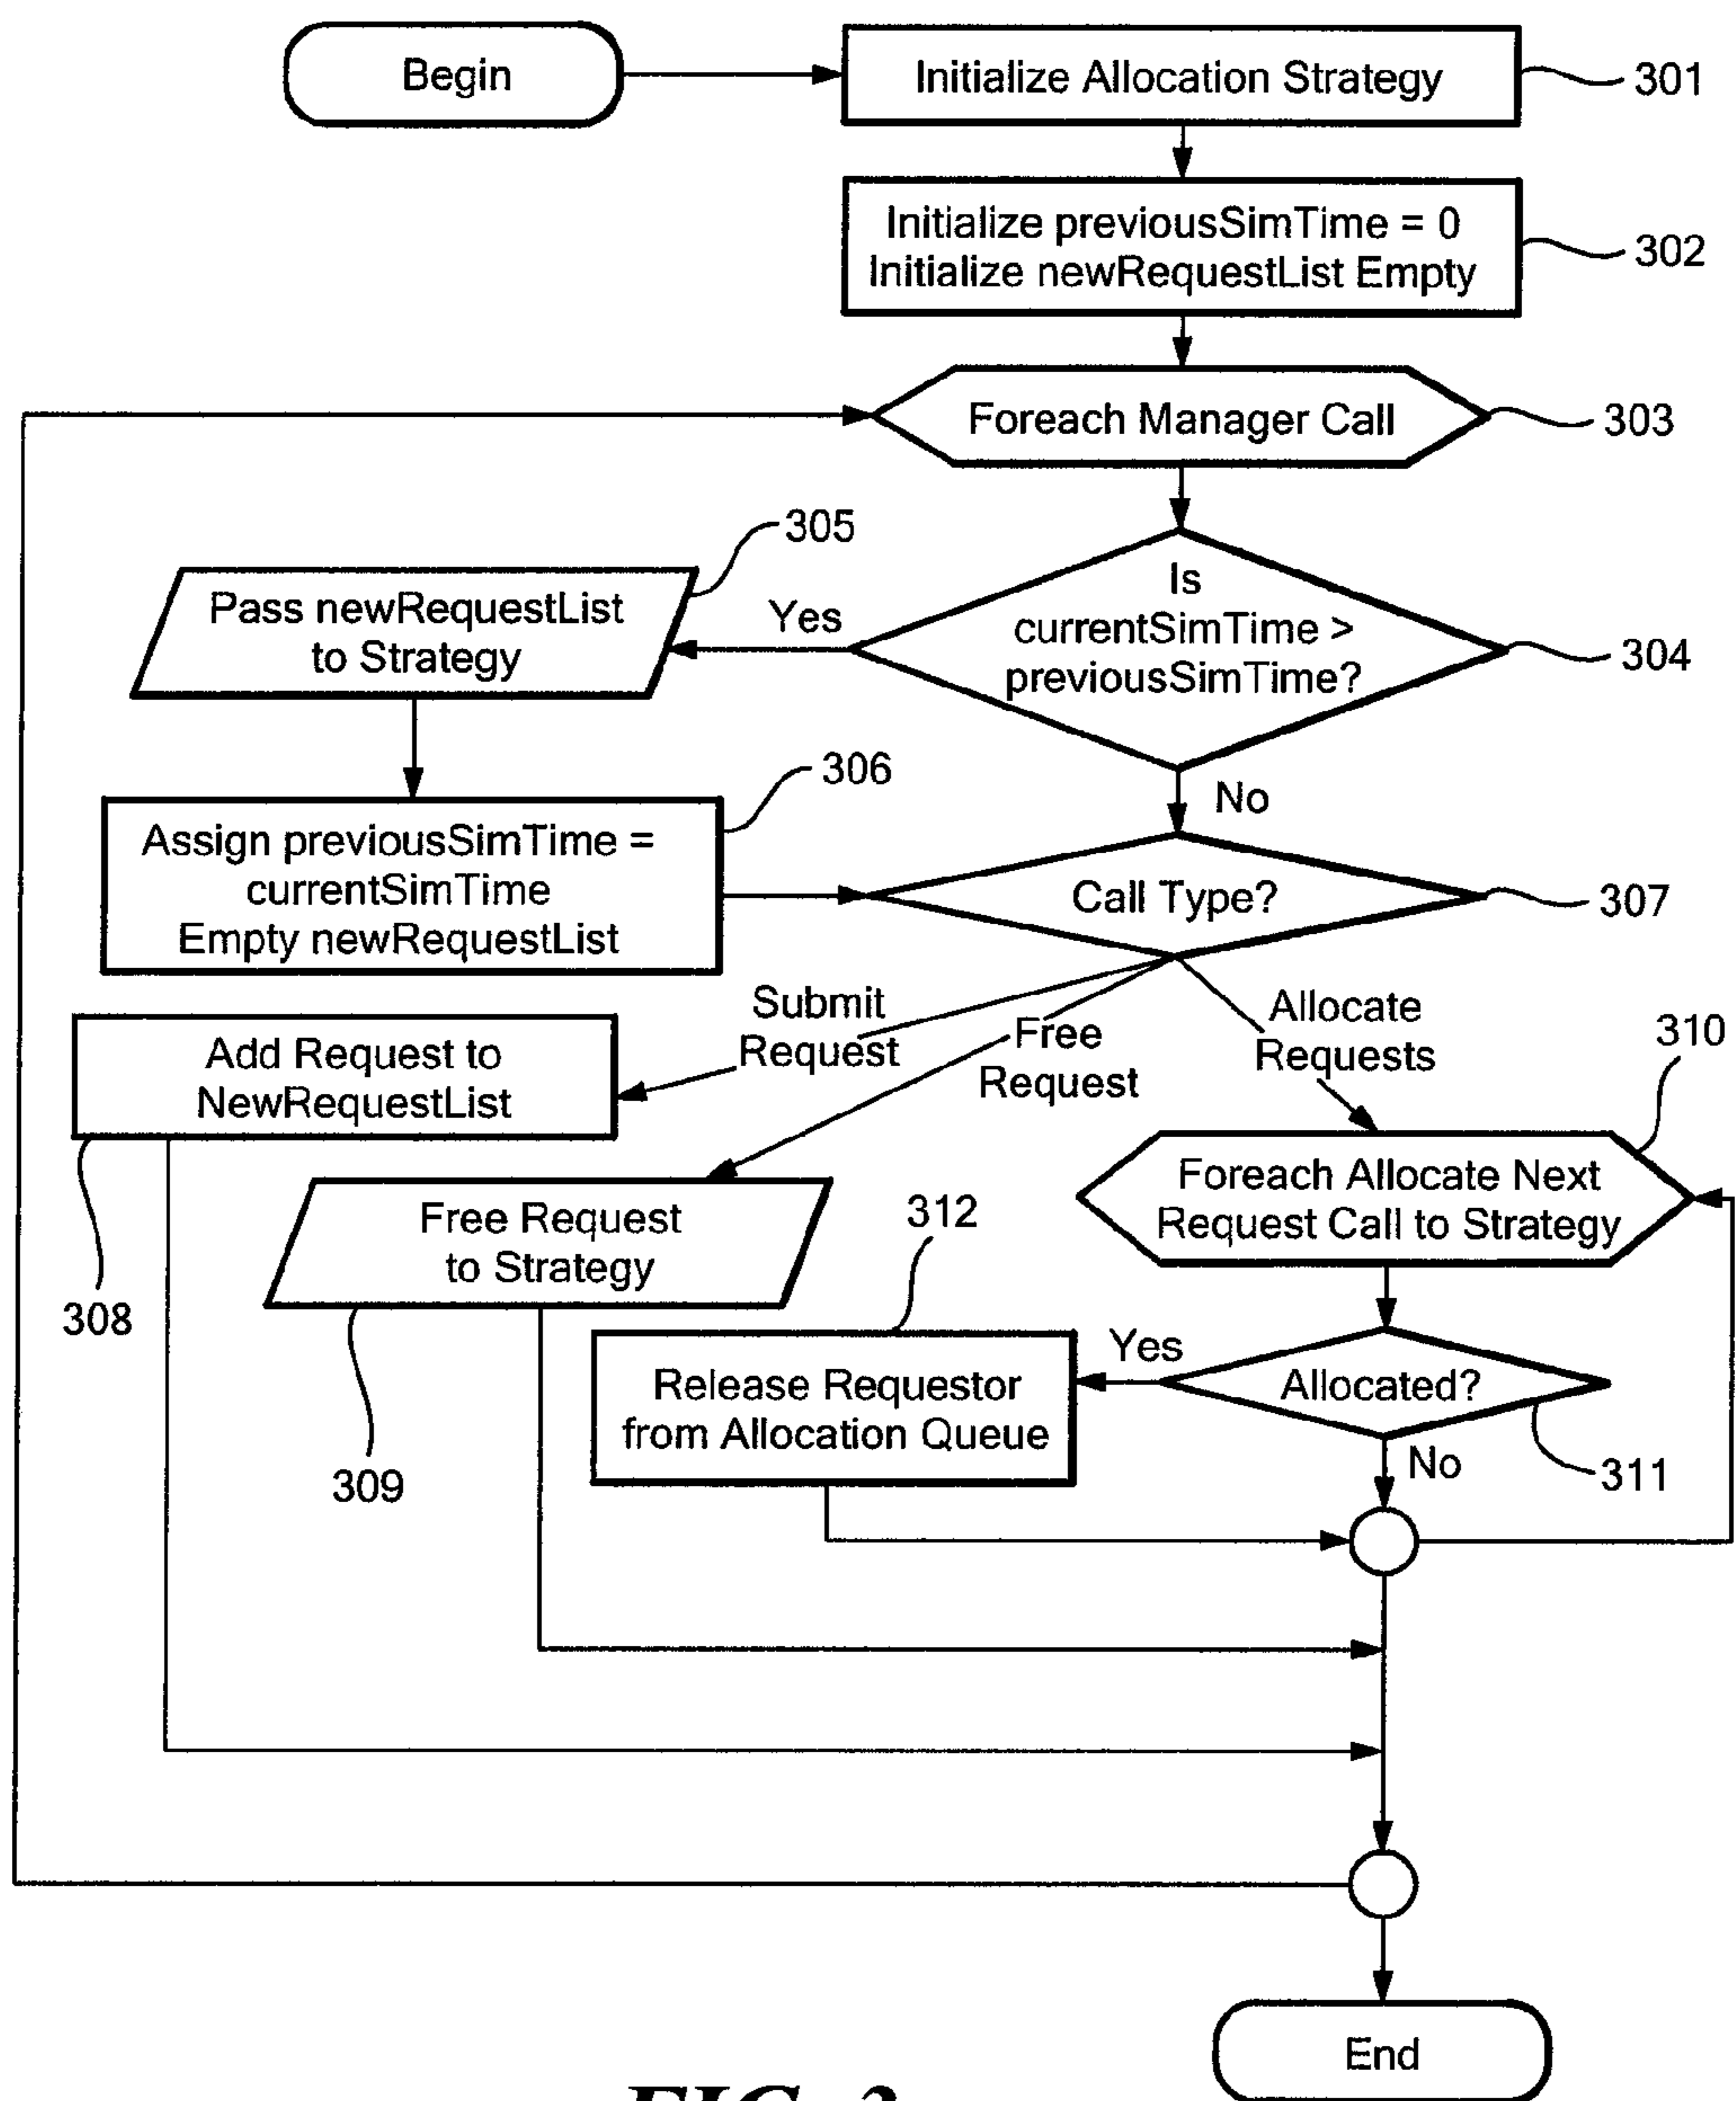 Begin
Initialize Allocation Strategy
301
Initialize previousSimTime = 0
Initialize newRequestList Empty
302
Foreach Manager Call
303
305
Pass newRequestList
to Strategy
Yes
Is
currentSimTime >
previousSimTime?
304
306
No
Assign previousSimTime =
currentSimTime
Empty newRequestList
Call Type?
307
Submit
Request
Free
Request
Allocate
Requests
310
Add Request to
NewRequestList
308
Free Request
to Strategy
309
312
Foreach Allocate Next
Request Call to Strategy
Release Requestor
from Allocation Queue
Yes
Allocated?
311
No
End
FIG. 3